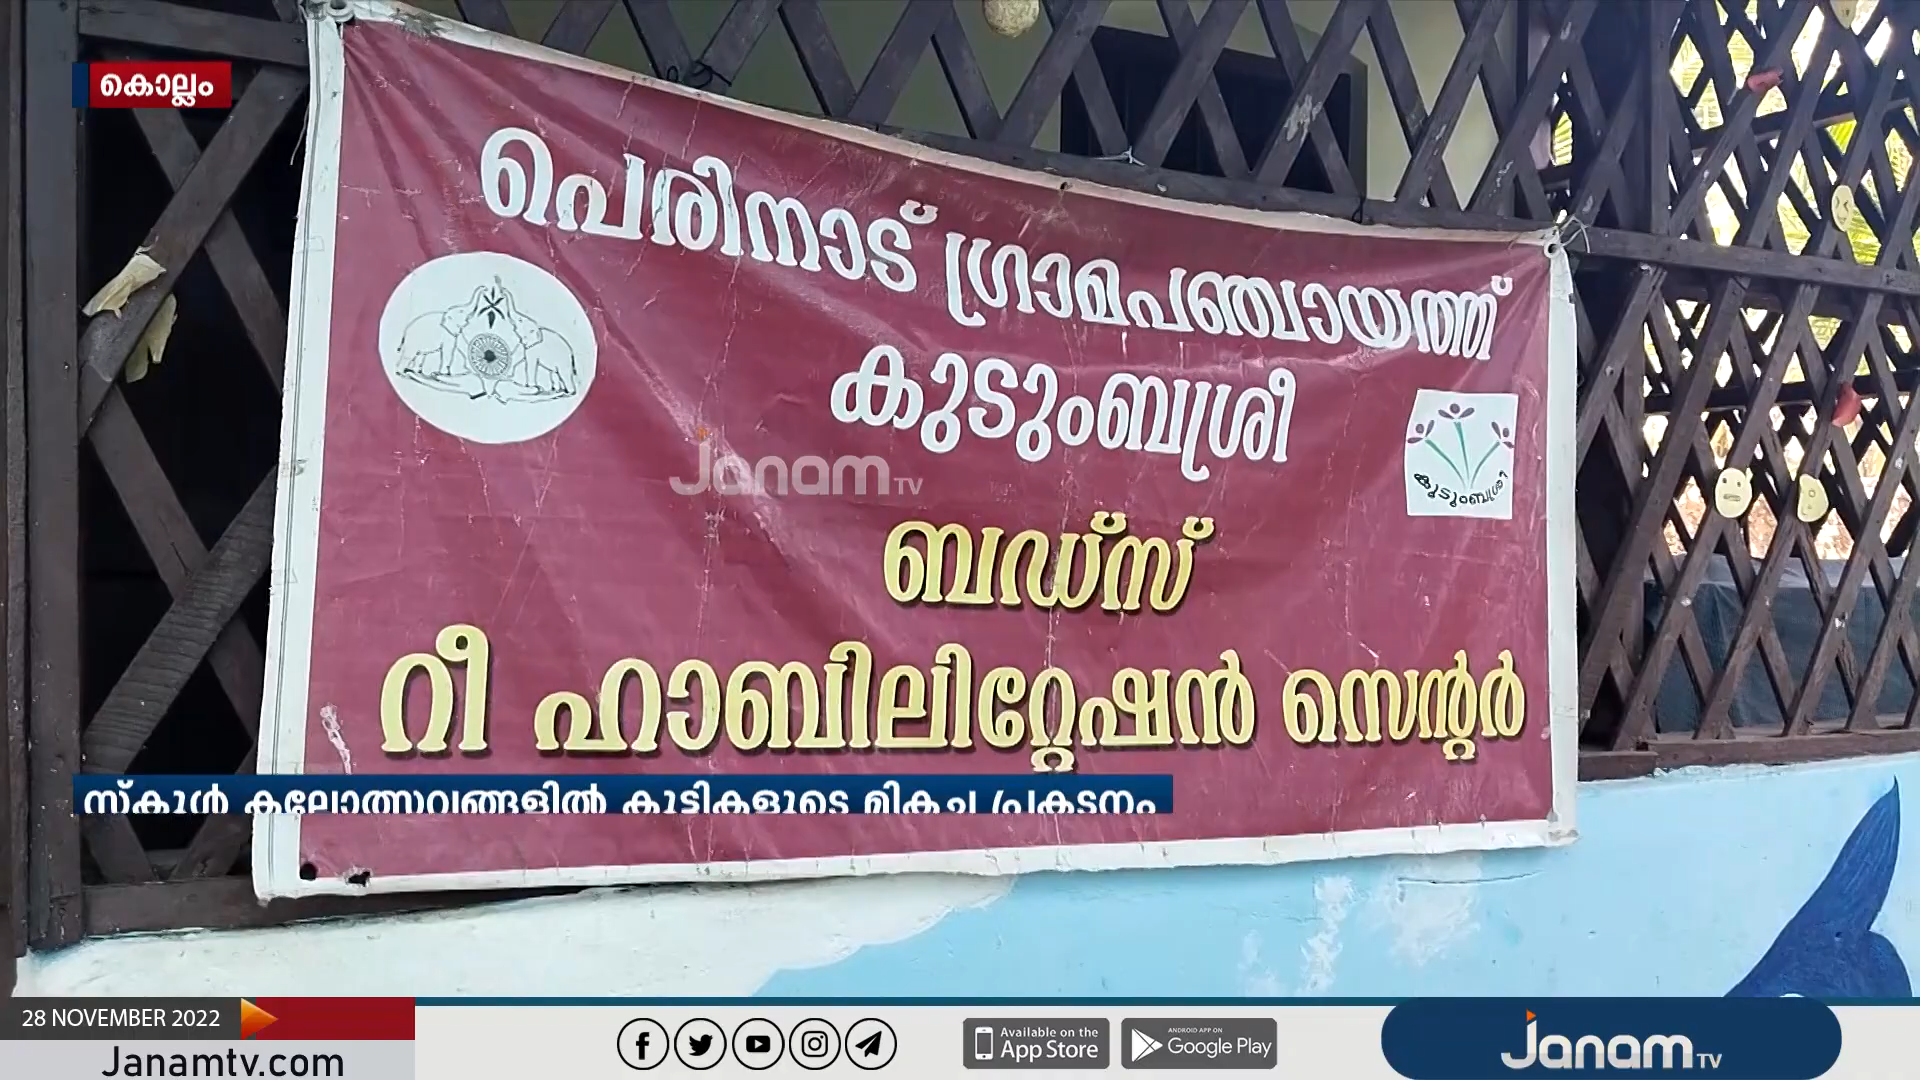 കൊല്ലം
പെരിനാട് ഗ്രാമപഞ്ചായത്ത്
കുടുംബശ്രീ
കുടുംബശ്രീ
Janam TV
ബഡ്സ്
റീ ഹാബിലിറ്റേഷൻ സെന്റർ
സ്കൂൾ കലോത്സവങ്ങളിൽ കുട്ടികളുടെ മികച്ച പ്രകടനം
28 NOVEMBER 2022
Janamtv.com
Available on the
App Store
ANDROID APP ON
Google Play
Janam TV